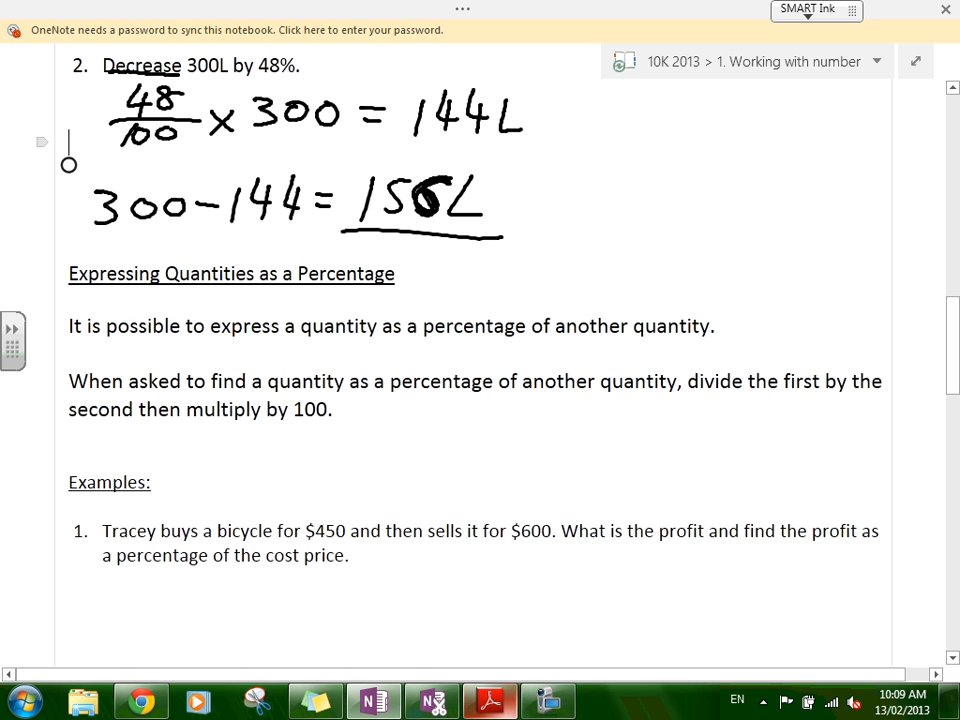 SMART Ink
OneNote needs a password to sync this notebook. Click here to enter your password.
2. Decrease 300L by 48%.
10K 2013 > 1. Working with number
48/100 × 300 = 144L
300 - 144 = 156L
Expressing Quantities as a Percentage
It is possible to express a quantity as a percentage of another quantity.
When asked to find a quantity as a percentage of another quantity, divide the first by the
second then multiply by 100.
Examples:
1. Tracey buys a bicycle for $450 and then sells it for $600. What is the profit and find the profit as
a percentage of the cost price.
EN
10:09 AM
13/02/2013